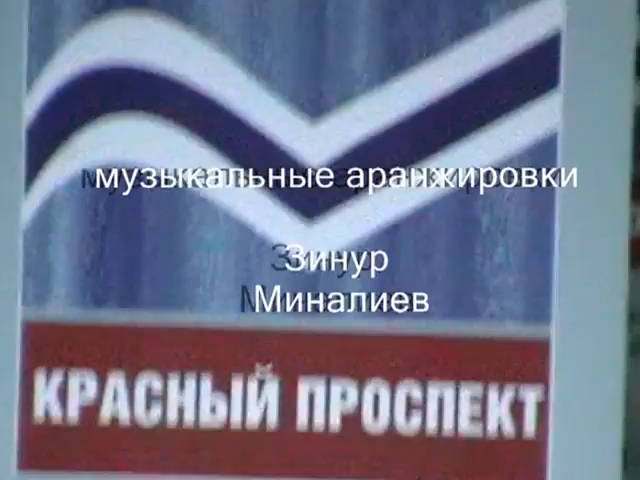 музыкальные аранжировки
Зинур
Миналиев
КРАСНЫЙ ПРОСПЕКТ